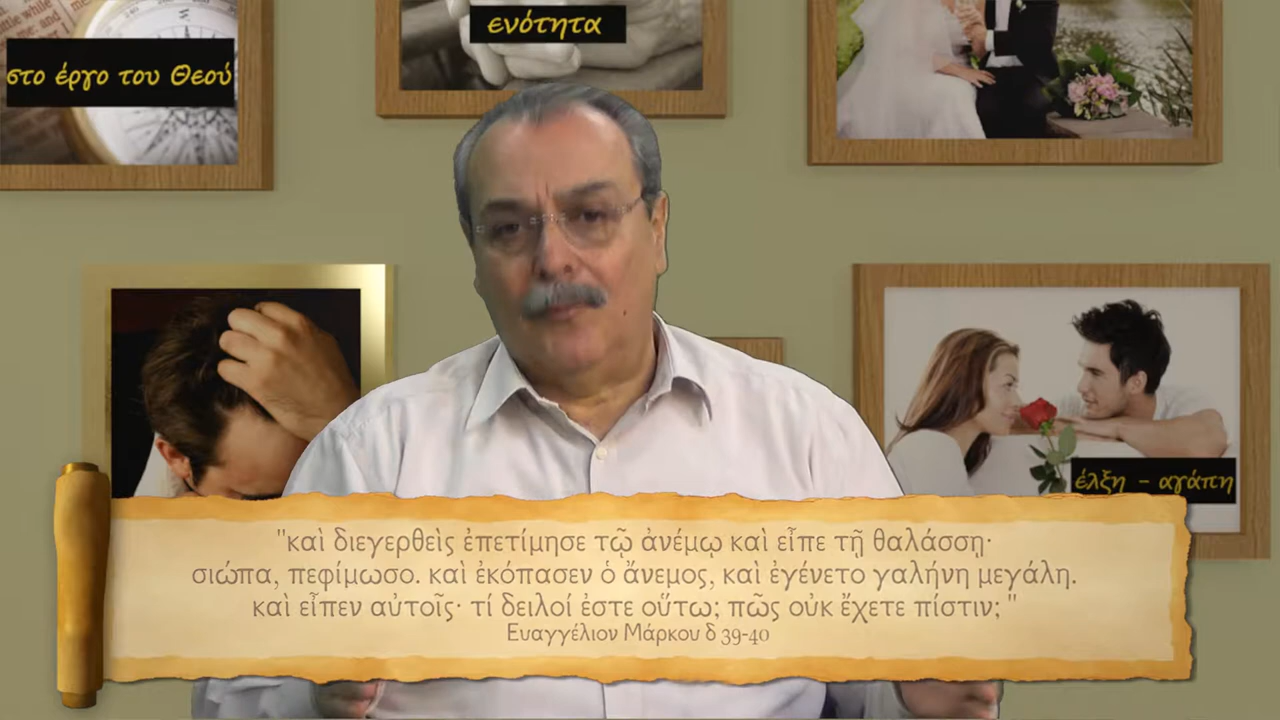 στο έργο του Θεού
ενότητα
έλξη - αγάπη
"καὶ διεγερθεὶς ἐπετίμησε τῷ ἀνέμῳ καὶ εἶπε τῇ θαλάσσῃ·
σιώπα, πεφίμωσο. καὶ ἐκόπασεν ὁ ἄνεμος, καὶ ἐγένετο γαλήνη μεγάλη.
καὶ εἶπεν αὐτοῖς· τί δειλοί ἐστε οὕτω; πῶς οὐκ ἔχετε πίστιν; "
Ευαγγέλιον Μάρκου δ 39-40